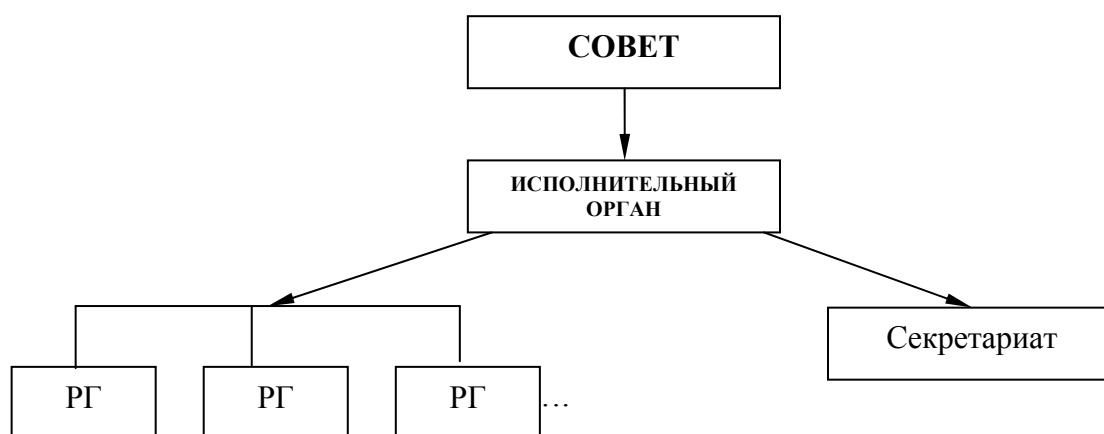 СОВЕТ
ИСПОЛНИТЕЛЬНЫЙ
ОРГАН
Секретариат
РГ РГ РГ ...